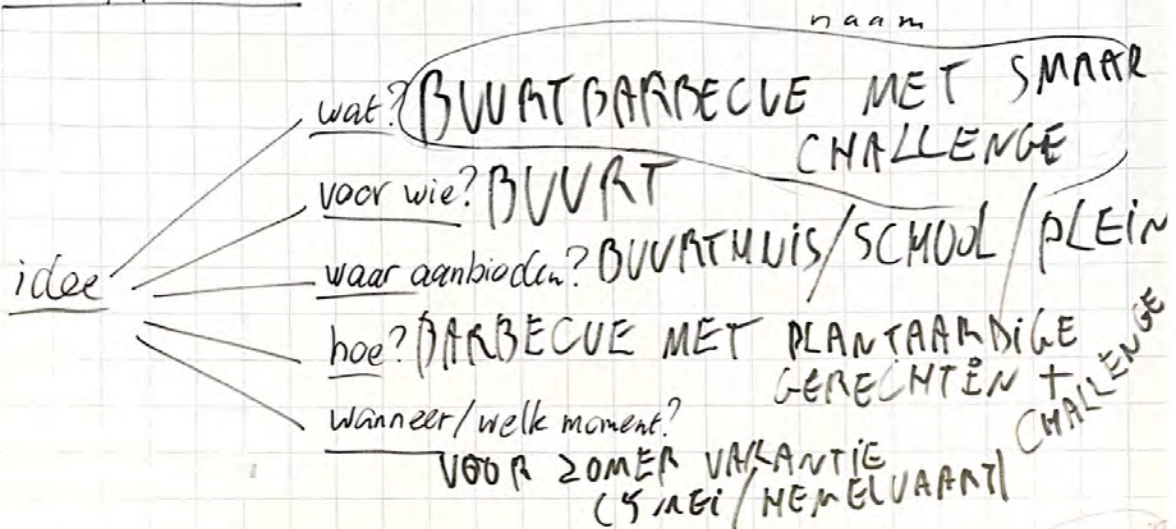 naam
wat? BUURTBARBECUE MET SMAAK
CHALLENGE
voor wie? BUURT
idee
waar aanbieden? BUURTHUIS/SCHOOL/PLEIN
hoe? BARBECUE MET PLANTAARDIGE
GERECHTEN + CHALLENGE
wanneer/welk moment?
VOOR ZOMER VAKANTIE
(5 MEI/HEMELVAART)